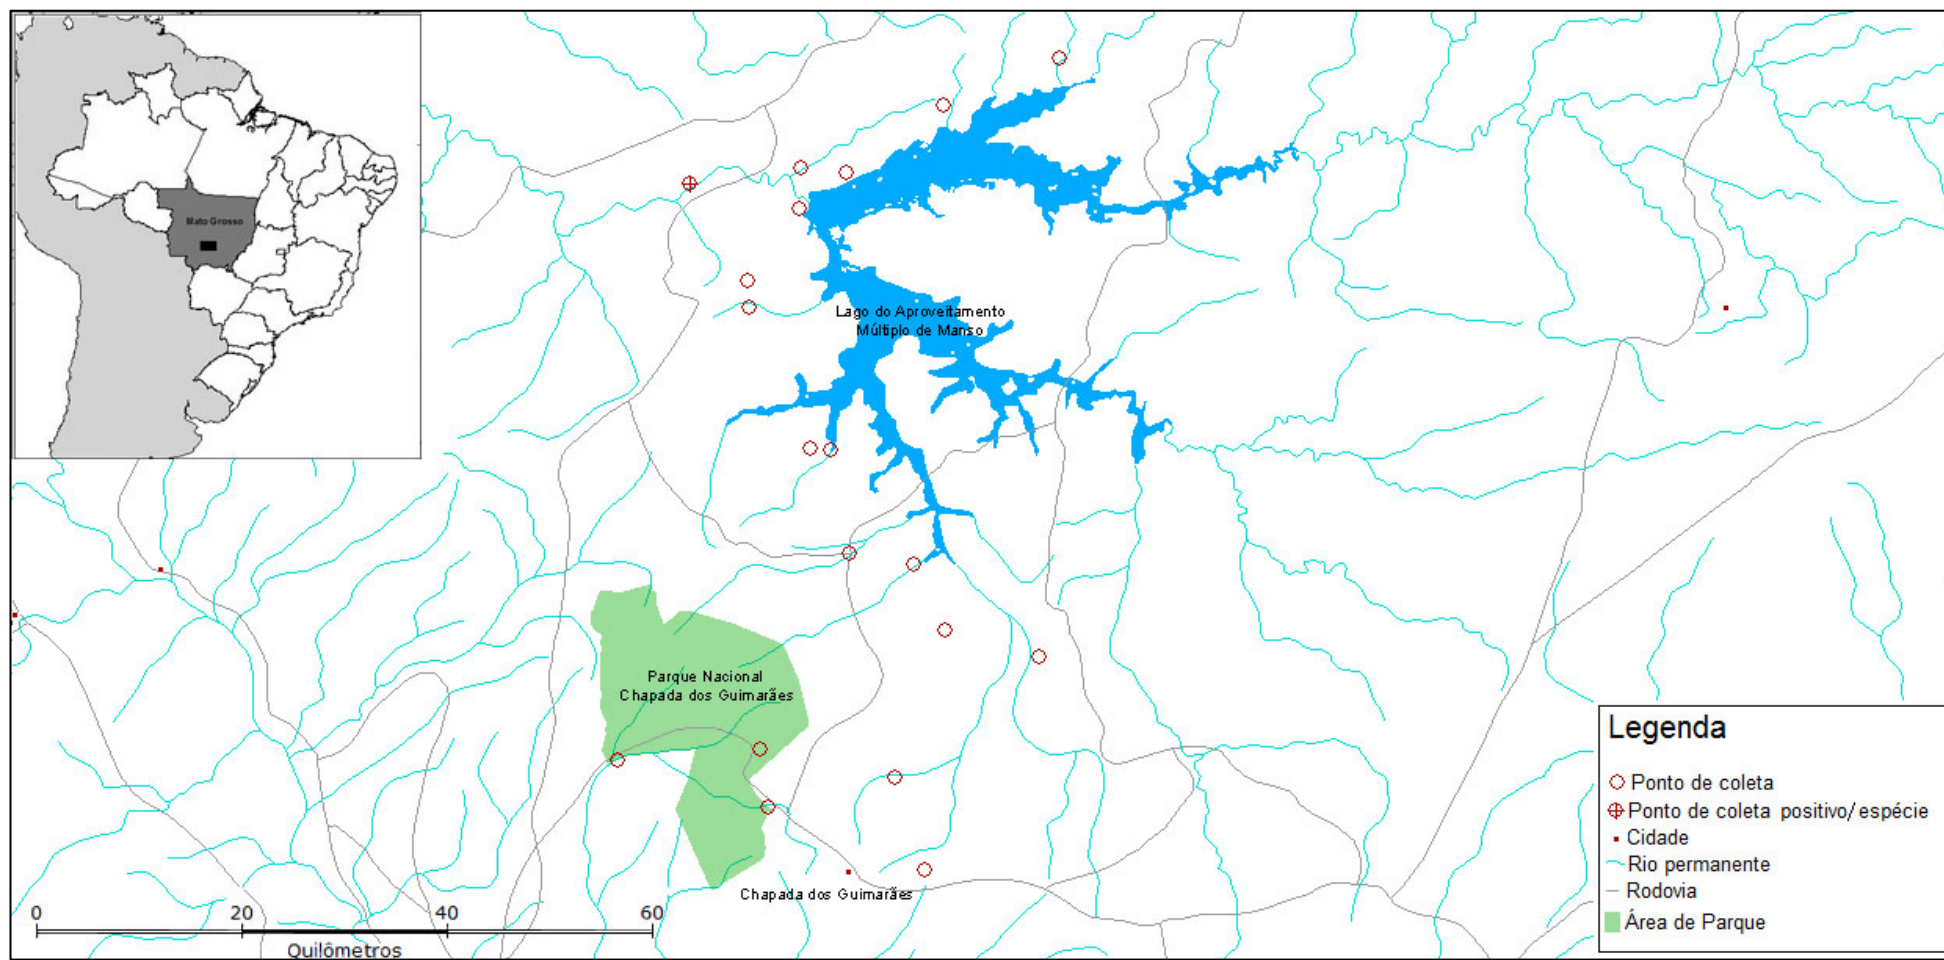 Mato Grosso
Lago do Aproveitamento
Múltiplo de Manso
Parque Nacional
Chapada dos Guimarães
Chapada dos Guimarães
0 20 40 60
Quilômetros
Legenda
Ponto de coleta
Ponto de coleta positivo/espécie
Cidade
Rio permanente
Rodovia
Área de Parque